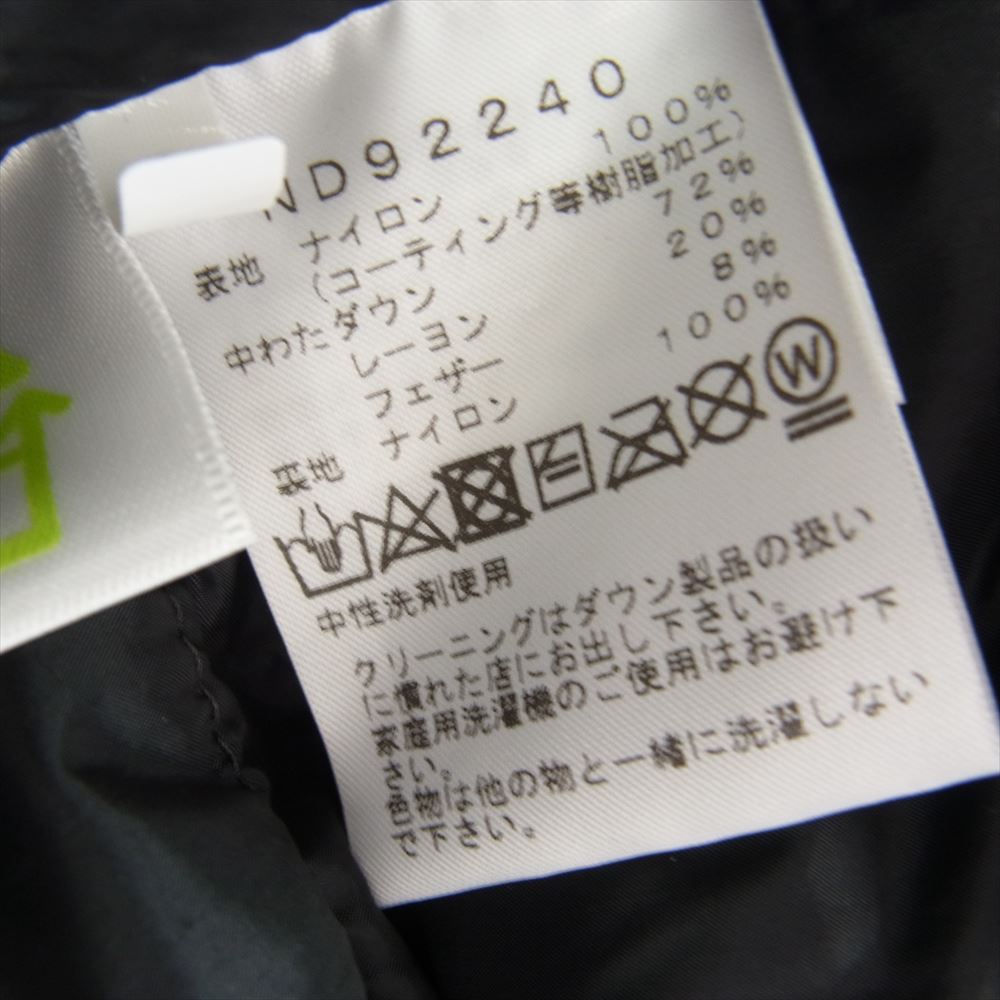 ND92240
表地 ナイロン 100%
(コーティング等樹脂加工)
中わた ダウン 72%
レーヨン 20%
フェザー 8%
袋地 ナイロン 100%
W
中性洗剤使用
クリーニングはダウン製品の扱い
に慣れた店にお出し下さい。
家庭用洗濯機のご使用はお避け下
さい。
色物は他の物と一緒に洗濯しない
で下さい。